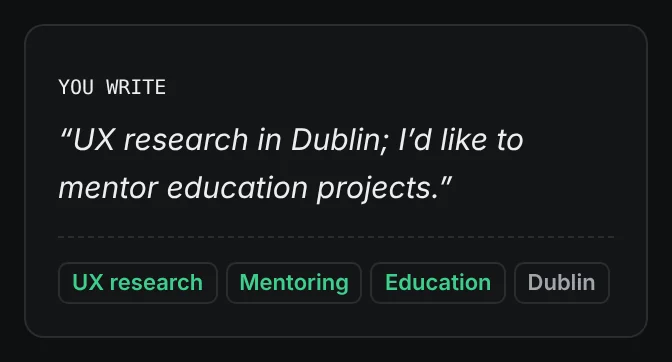 YOU WRITE
“UX research in Dublin; I’d like to
mentor education projects.”
UX research Mentoring Education Dublin